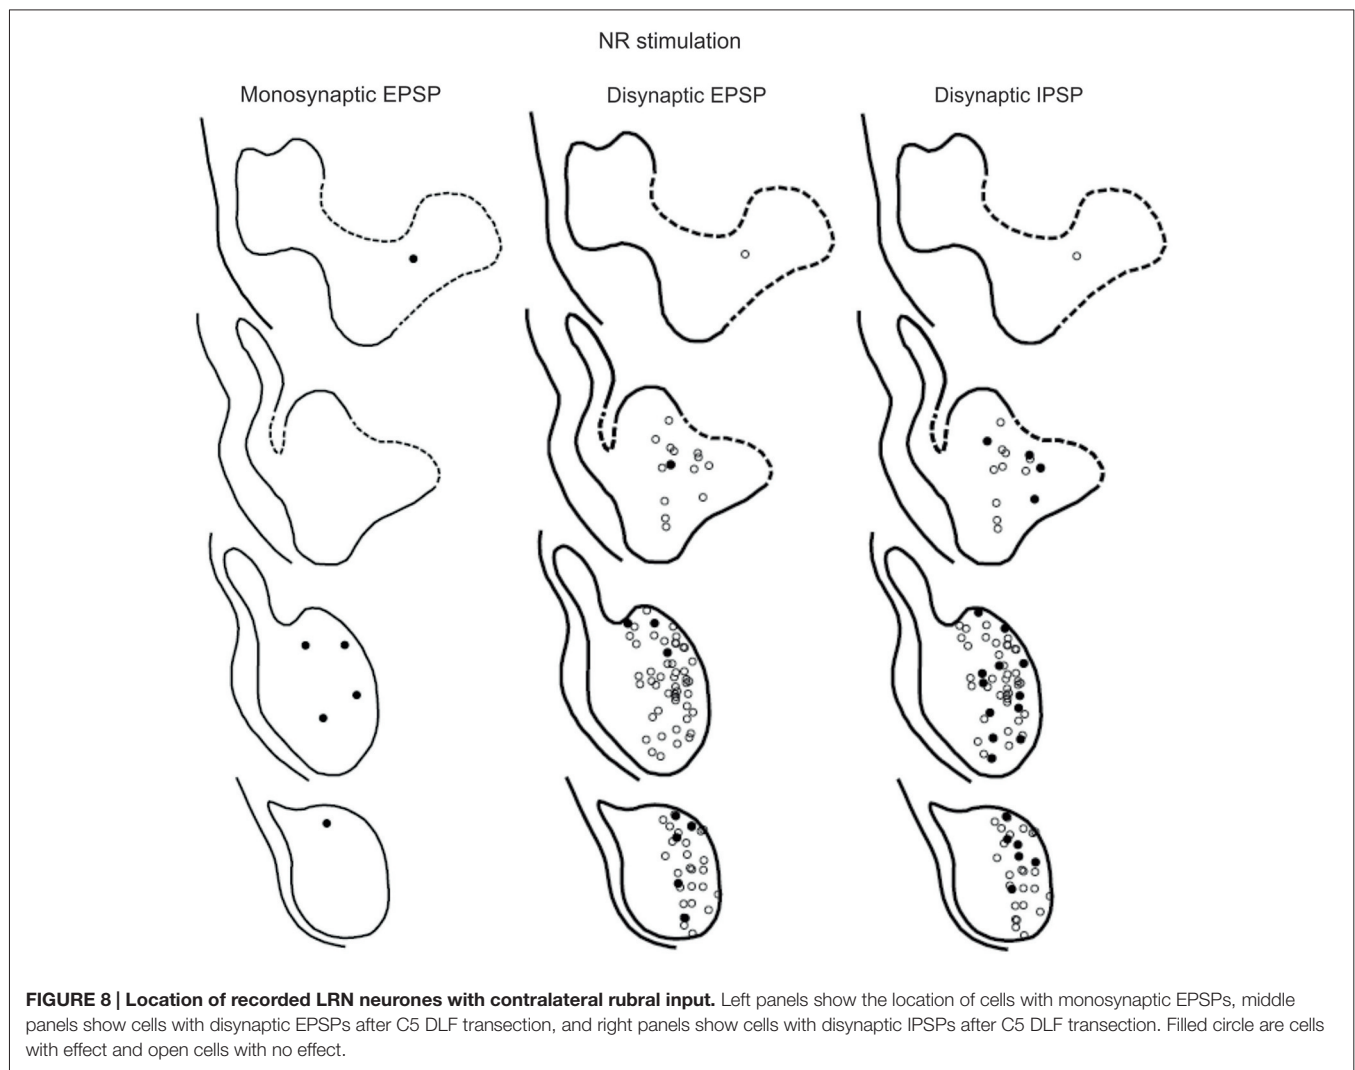 NR stimulation
Monosynaptic EPSP
Disynaptic EPSP
Disynaptic IPSP
FIGURE 8 | Location of recorded LRN neurones with contralateral rubral input. Left panels show the location of cells with monosynaptic EPSPs, middle
panels show cells with disynaptic EPSPs after C5 DLF transection, and right panels show cells with disynaptic IPSPs after C5 DLF transection. Filled circle are cells
with effect and open cells with no effect.